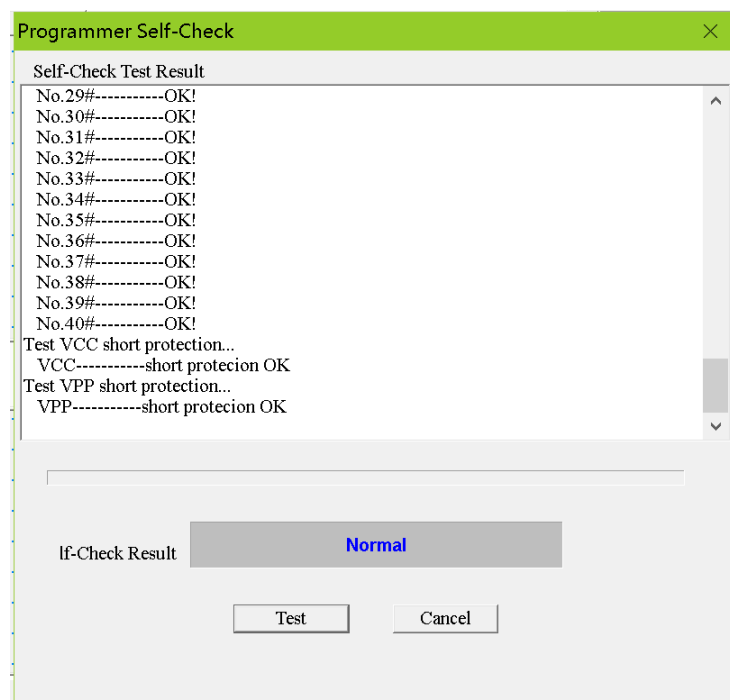 Programmer Self-Check
Self-Check Test Result
No.29#-----------OK!
No.30#-----------OK!
No.31#-----------OK!
No.32#-----------OK!
No.33#-----------OK!
No.34#-----------OK!
No.35#-----------OK!
No.36#-----------OK!
No.37#-----------OK!
No.38#-----------OK!
No.39#-----------OK!
No.40#-----------OK!
Test VCC short protection...
VCC-----------short protecion OK
Test VPP short protection...
VPP-----------short protecion OK
lf-Check Result
Normal
Test
Cancel